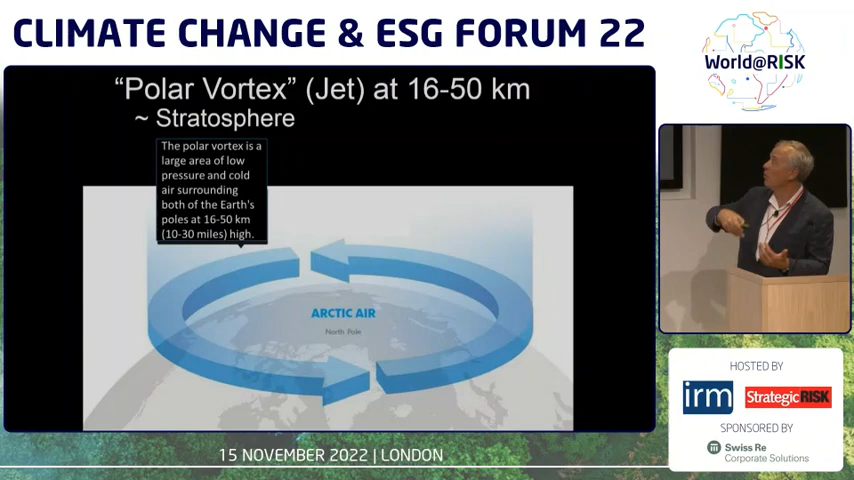 CLIMATE CHANGE & ESG FORUM 22
World@RISK
“Polar Vortex” (Jet) at 16-50 km
~ Stratosphere
The polar vortex is a
large area of low
pressure and cold
air surrounding
both of the Earth's
poles at 16-50 km
(10-30 miles) high.
ARCTIC AIR
North Pole
HOSTED BY
irm StrategicRISK
SPONSORED BY
Swiss Re
Corporate Solutions
15 NOVEMBER 2022 | LONDON